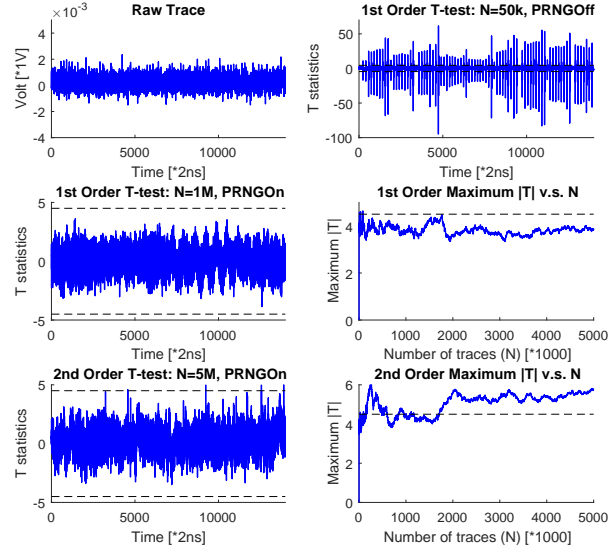 Raw Trace
×10⁻³
4
2
0
-2
-4
Volt [*1V]
0
5000
10000
Time [*2ns]
1st Order T-test: N=50k, PRNGOff
50
0
-50
-100
T statistics
0
5000
10000
Time [*2ns]
1st Order T-test: N=1M, PRNGOn
5
0
-5
T statistics
0
5000
10000
Time [*2ns]
1st Order Maximum |T| v.s. N
4
2
0
Maximum |T|
0
1000
2000
3000
4000
5000
Number of traces (N) [*1000]
2nd Order T-test: N=5M, PRNGOn
5
0
-5
T statistics
0
5000
10000
Time [*2ns]
2nd Order Maximum |T| v.s. N
6
4
2
0
Maximum |T|
0
1000
2000
3000
4000
5000
Number of traces (N) [*1000]